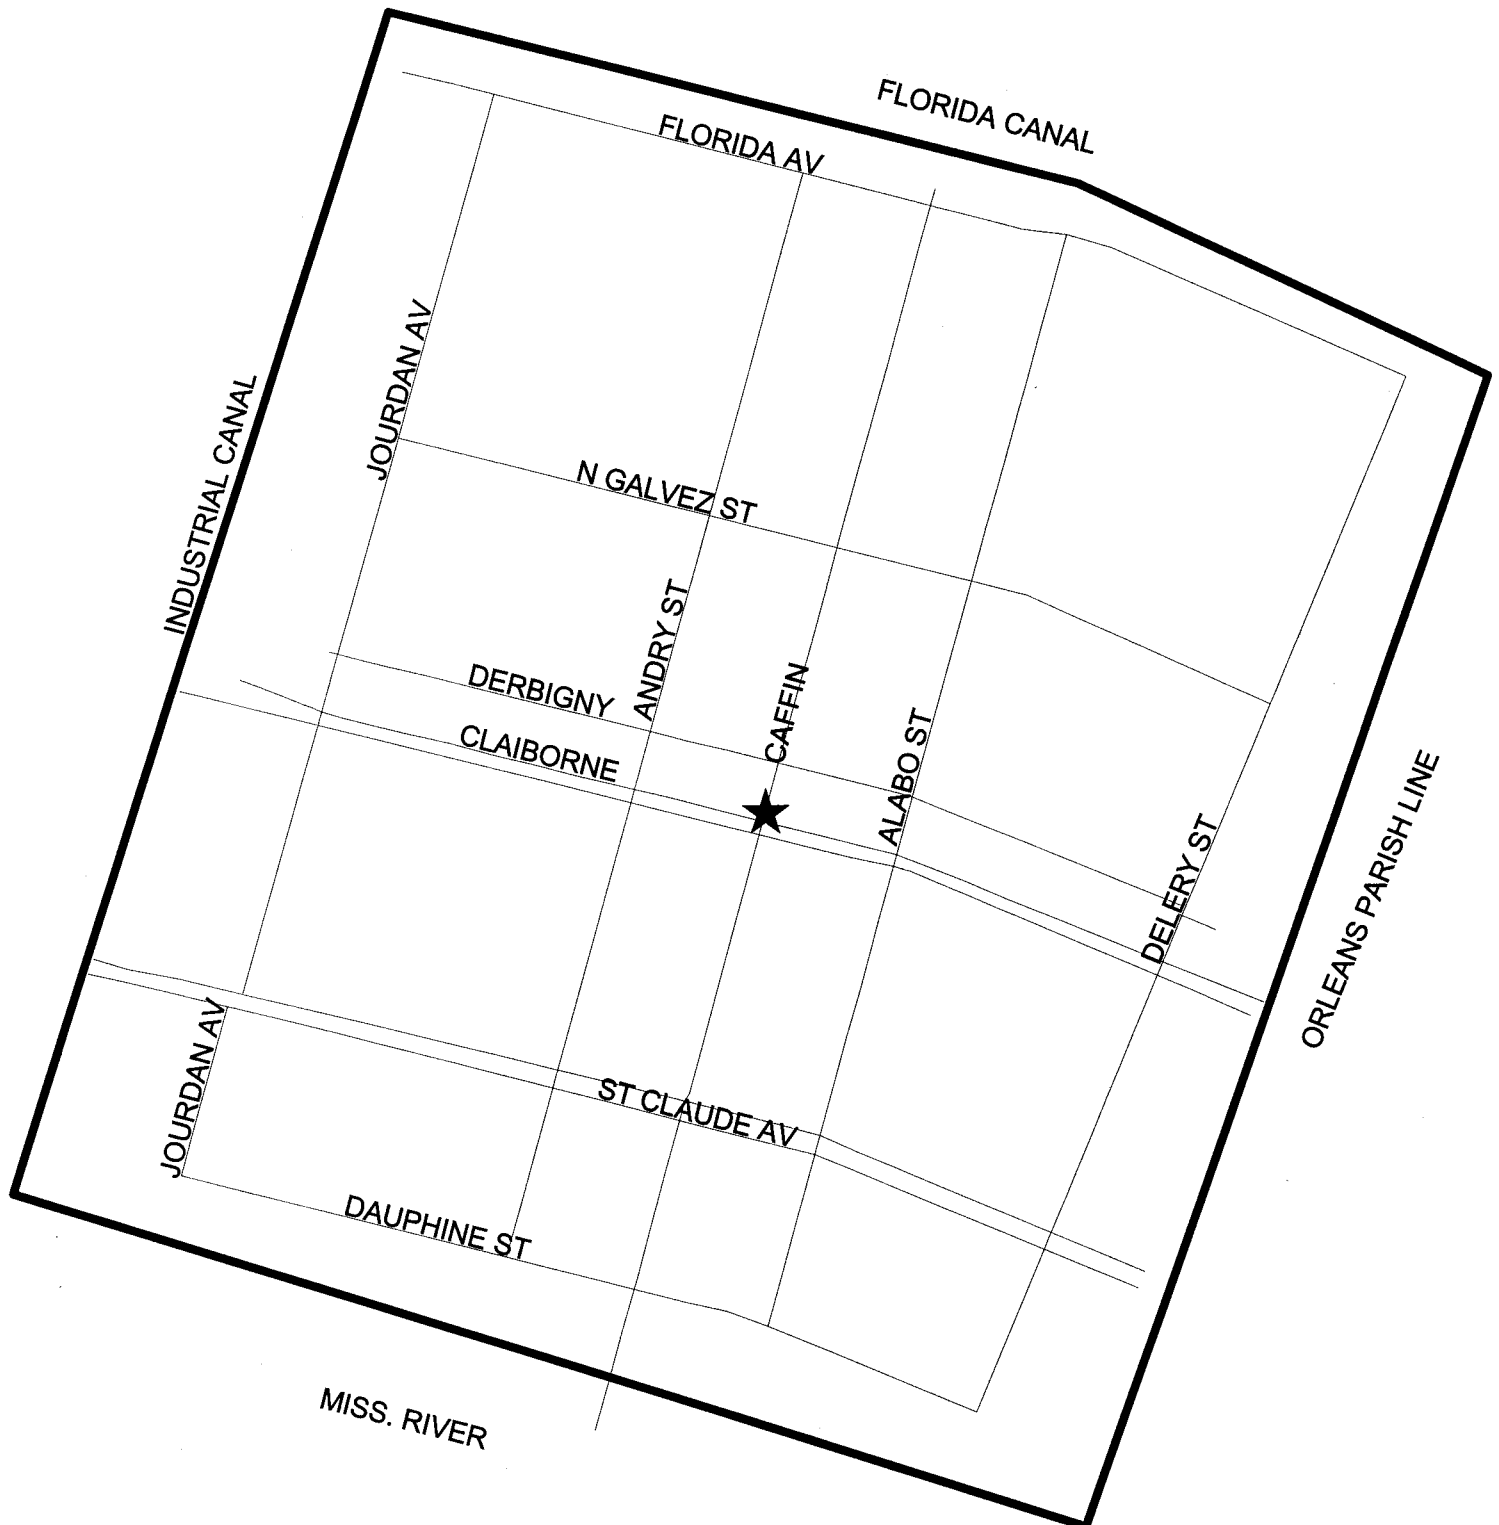 FLORIDA CANAL
FLORIDA AV
JOURDAN AV
INDUSTRIAL CANAL
N GALVEZ ST
ANDRY ST
DERBIGNY
CAFFIN
CLAIBORNE
ALABO ST
DELERY ST
ORLEANS PARISH LINE
JOURDAN AV
ST CLAUDE AV
DAUPHINE ST
MISS. RIVER